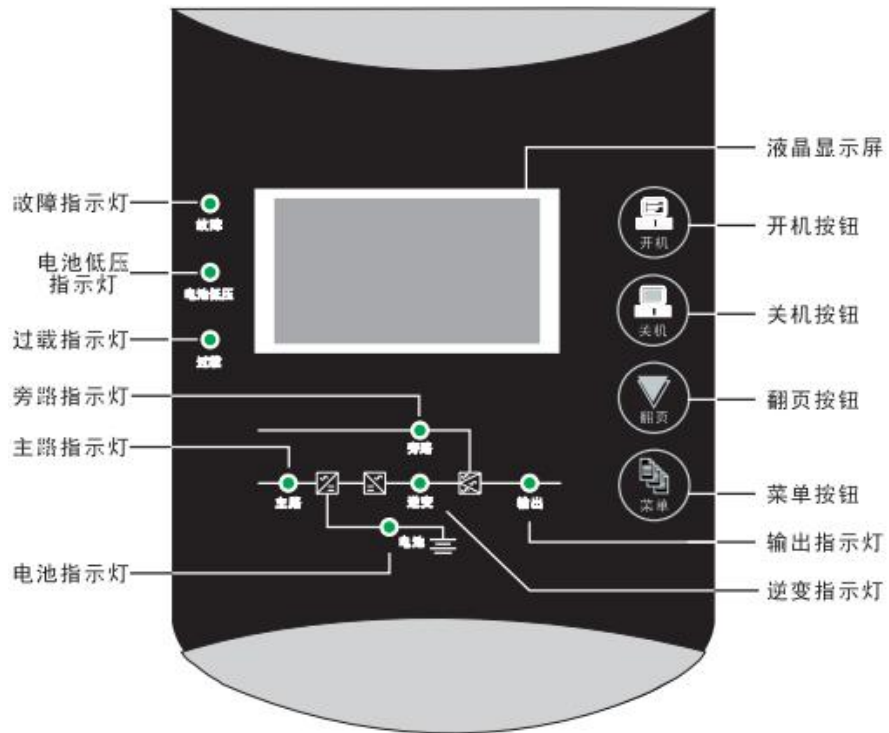 液晶显示屏
故障指示灯
故障
开机
开机按钮
电池低压
指示灯
电池低压
关机
关机按钮
过载指示灯
过载
旁路指示灯
旁路
翻页
翻页按钮
主路指示灯
主路
逆变
输出
菜单
菜单按钮
电池
输出指示灯
电池指示灯
逆变指示灯